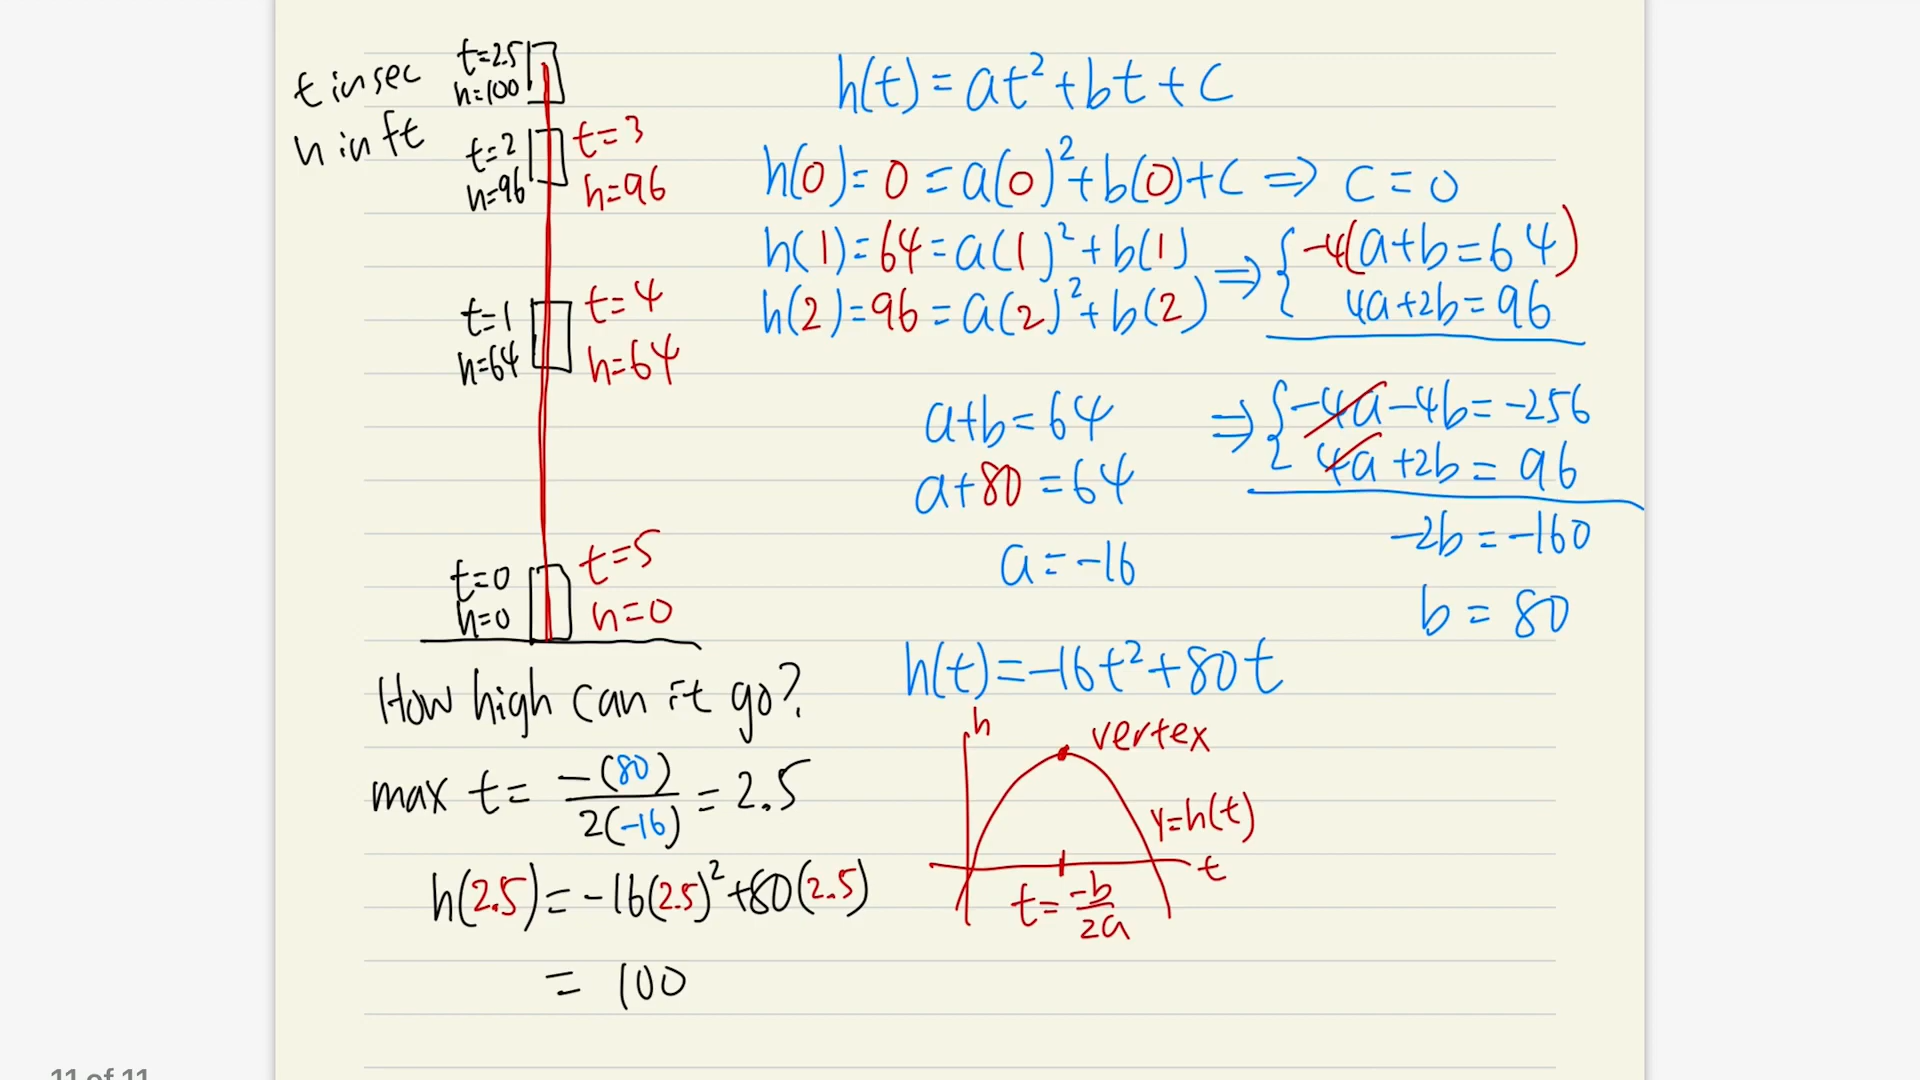 t in sec
h in ft
t=2.5
h=100
t=2
h=96
t=3
h=96
t=1
h=64
t=4
h=64
t=0
h=0
t=5
h=0
How high can it go?
max t = -(80)/2(-16) = 2.5
h(2.5) = -16(2.5)² + 80(2.5)
= 100
h(t) = at² + bt + c
h(0) = 0 = a(0)² + b(0) + c ⇒ c = 0
h(1) = 64 = a(1)² + b(1)
h(2) = 96 = a(2)² + b(2)
⇒ { -4(a+b=64)
4a+2b=96
⇒ { -4a-4b=-256
4a+2b=96
-2b=-160
b=80
a+b=64
a+80=64
a=-16
h(t)=-16t²+80t
h
vertex
y=h(t)
t
t=-b/2a
11 of 11